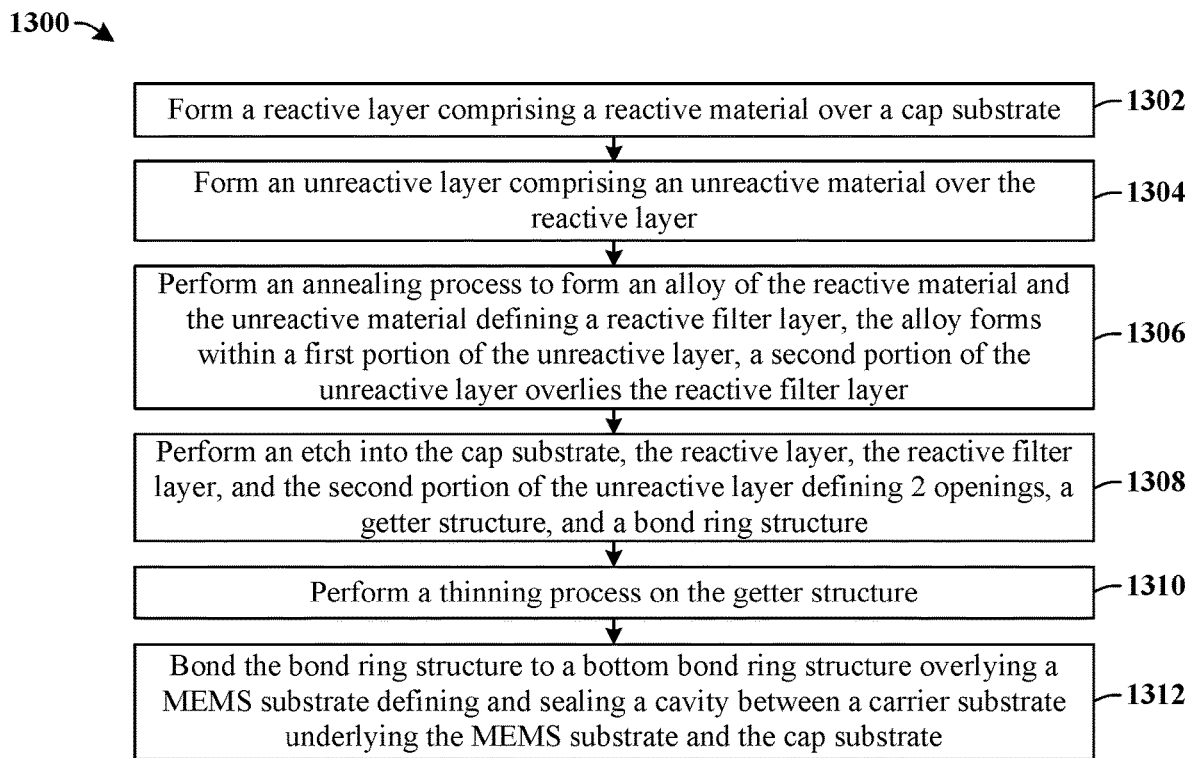 1300
Form a reactive layer comprising a reactive material over a cap substrate
1302
Form an unreactive layer comprising an unreactive material over the
reactive layer
1304
Perform an annealing process to form an alloy of the reactive material and
the unreactive material defining a reactive filter layer, the alloy forms
within a first portion of the unreactive layer, a second portion of the
unreactive layer overlies the reactive filter layer
1306
Perform an etch into the cap substrate, the reactive layer, the reactive filter
layer, and the second portion of the unreactive layer defining 2 openings, a
getter structure, and a bond ring structure
1308
Perform a thinning process on the getter structure
1310
Bond the bond ring structure to a bottom bond ring structure overlying a
MEMS substrate defining and sealing a cavity between a carrier substrate
underlying the MEMS substrate and the cap substrate
1312